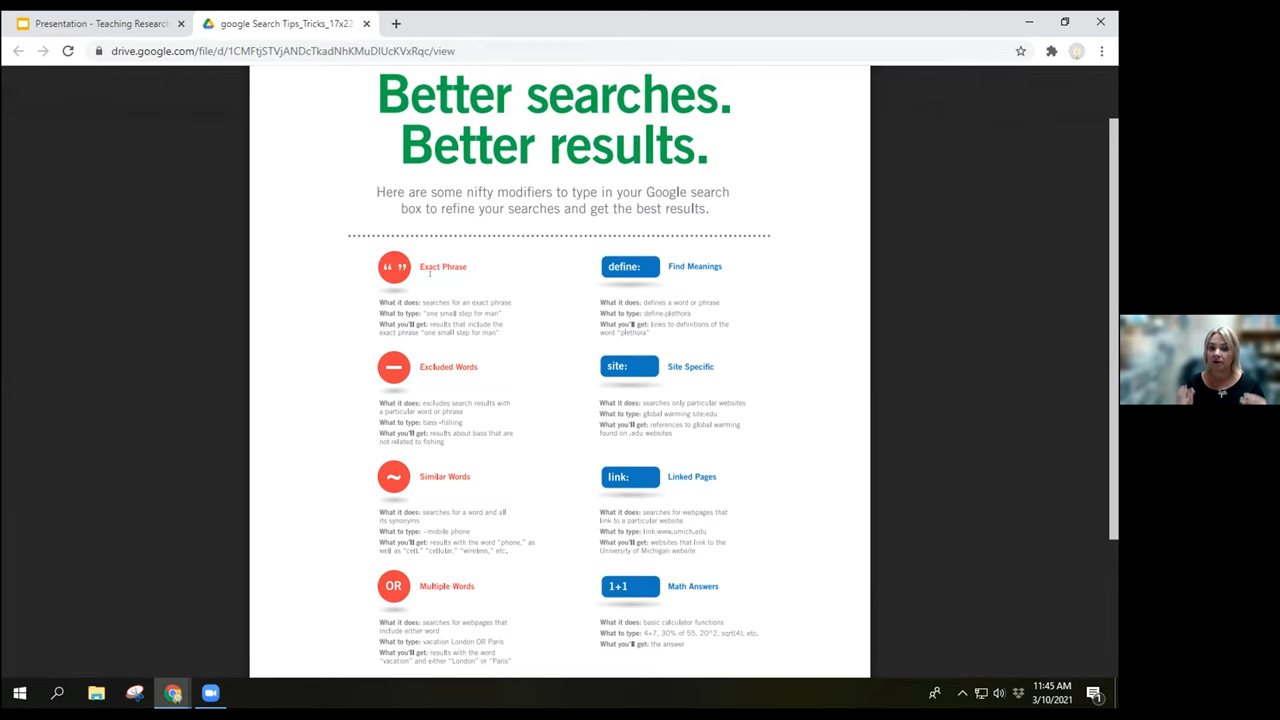 Presentation - Teaching Research
google Search Tips_Tricks_17x22
drive.google.com/file/d/1CMFtjSTVjANDcTkadNhKMuDIUcKVxRqc/view
Better searches.
Better results.
Here are some nifty modifiers to type in your Google search
box to refine your searches and get the best results.
“ ” Exact Phrase
What it does: searches for an exact phrase
What to type: "one small step for man"
What you'll get: results that include the
exact phrase "one small step for man"
— Excluded Words
What it does: excludes search results with
a particular word or phrase
What to type: bass -fishing
What you'll get: results about bass that are
not related to fishing
~ Similar Words
What it does: searches for a word and all
its synonyms
What to type: ~mobile phone
What you'll get: results with the word "phone," as
well as "cell," "cellular," "wireless," etc.
OR Multiple Words
What it does: searches for webpages that
include either word
What to type: vacation London OR Paris
What you'll get: results with the word
"vacation" and either "London" or "Paris"
define: Find Meanings
What it does: defines a word or phrase
What to type: define:plethora
What you'll get: links to definitions of the
word "plethora"
site: Site Specific
What it does: searches only particular websites
What to type: global warming site:edu
What you'll get: references to global warming
found on .edu websites
link: Linked Pages
What it does: searches for webpages that
link to a particular website
What to type: link:www.umich.edu
What you'll get: websites that link to the
University of Michigan website
1+1 Math Answers
What it does: basic calculator functions
What to type: 4+7, 30% of 55, 20^2, sqrt(4), etc.
What you'll get: the answer
11:45 AM
3/10/2021
1